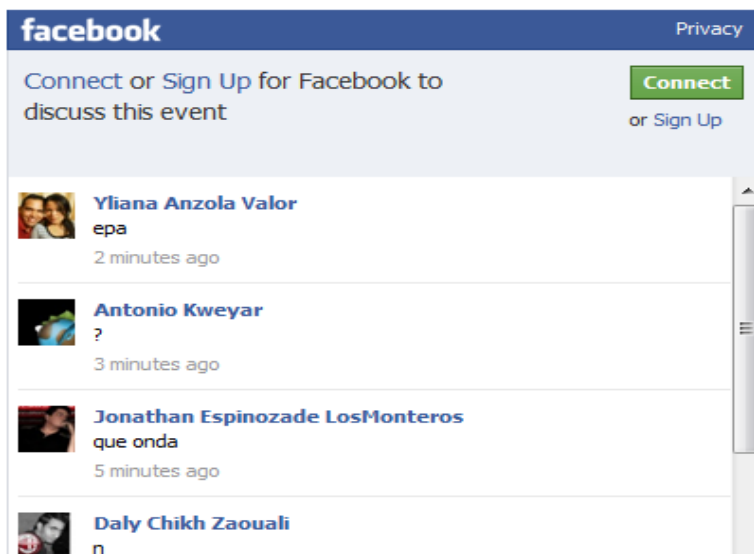 facebook Privacy
Connect or Sign Up for Facebook to
discuss this event
Connect
or Sign Up
Yliana Anzola Valor
epa
2 minutes ago
Antonio Kweyar
?
3 minutes ago
Jonathan Espinozade LosMonteros
que onda
5 minutes ago
Daly Chikh Zaouali
n